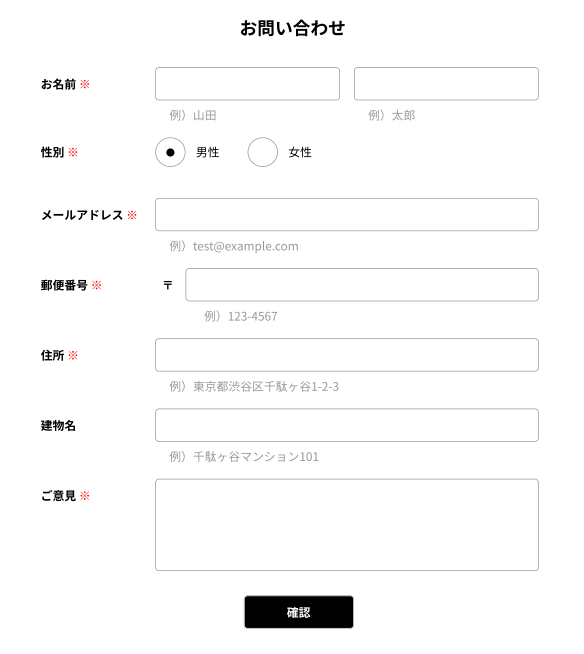 お問い合わせ
お名前 ※
例）山田 例）太郎
性別 ※ 男性 女性
メールアドレス ※
例）test@example.com
郵便番号 ※ 〒
例）123-4567
住所 ※
例）東京都渋谷区千駄ヶ谷1-2-3
建物名
例）千駄ヶ谷マンション101
ご意見 ※
確認